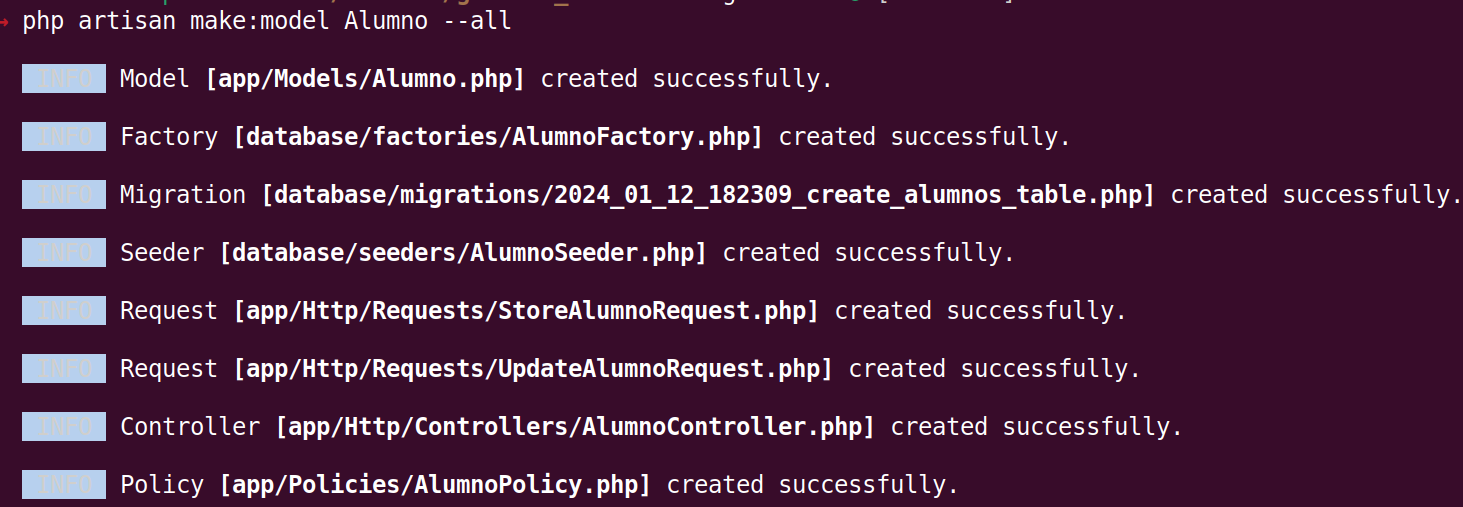 php artisan make:model Alumno --all
INFO Model [app/Models/Alumno.php] created successfully.
INFO Factory [database/factories/AlumnoFactory.php] created successfully.
INFO Migration [database/migrations/2024_01_12_182309_create_alumnos_table.php] created successfully.
INFO Seeder [database/seeders/AlumnoSeeder.php] created successfully.
INFO Request [app/Http/Requests/StoreAlumnoRequest.php] created successfully.
INFO Request [app/Http/Requests/UpdateAlumnoRequest.php] created successfully.
INFO Controller [app/Http/Controllers/AlumnoController.php] created successfully.
INFO Policy [app/Policies/AlumnoPolicy.php] created successfully.